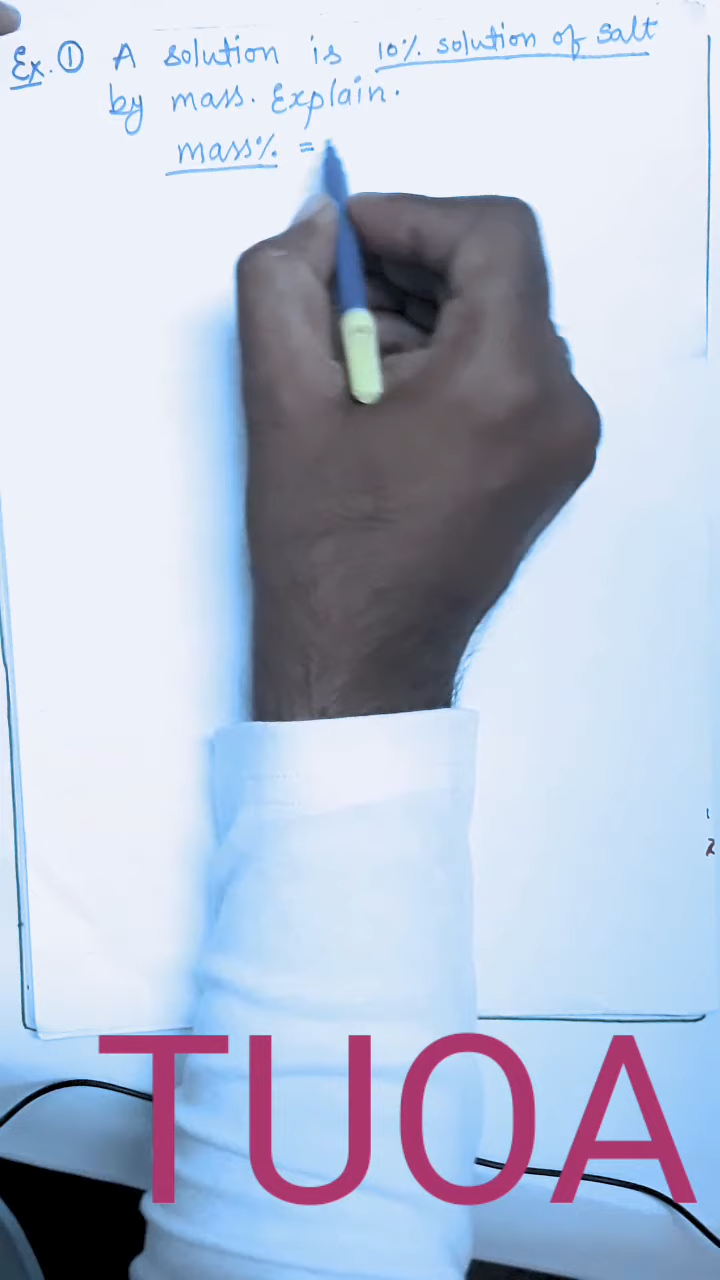 Ex. ① A solution is 10% solution of salt
by mass. Explain.
mass% =
TUOA